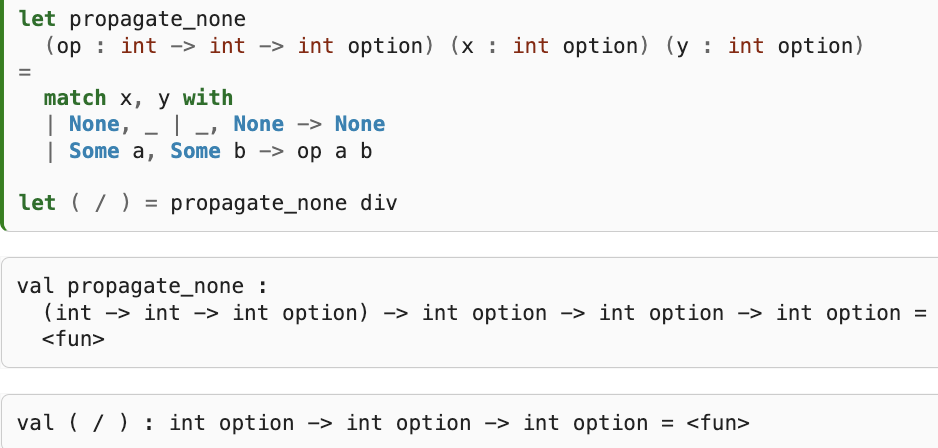 let propagate_none
  (op : int -> int -> int option) (x : int option) (y : int option)
=
  match x, y with
  | None, _ | _, None -> None
  | Some a, Some b -> op a b
let ( / ) = propagate_none div
val propagate_none :
  (int -> int -> int option) -> int option -> int option -> int option =
  <fun>
val ( / ) : int option -> int option -> int option = <fun>